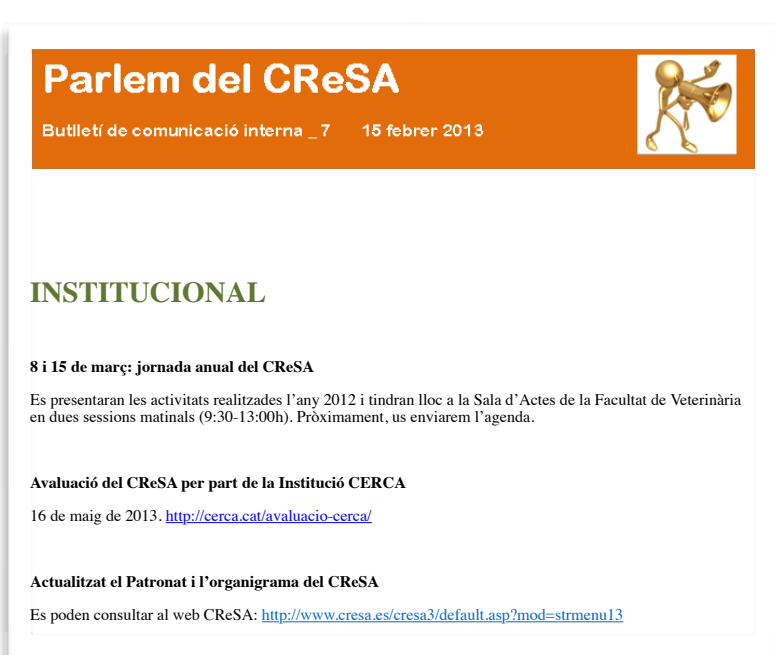 Parlem del CReSA
Butlletí de comunicació interna _ 7 15 febrer 2013
INSTITUCIONAL
8 i 15 de març: jornada anual del CReSA
Es presentaran les activitats realitzades l’any 2012 i tindran lloc a la Sala d’Actes de la Facultat de Veterinària
en dues sessions matinals (9:30-13:00h). Pròximament, us enviarem l’agenda.
Avaluació del CReSA per part de la Institució CERCA
16 de maig de 2013. http://cerca.cat/avaluacio-cerca/
Actualitzat el Patronat i l’organigrama del CReSA
Es poden consultar al web CReSA: http://www.cresa.es/cresa3/default.asp?mod=strmenu13